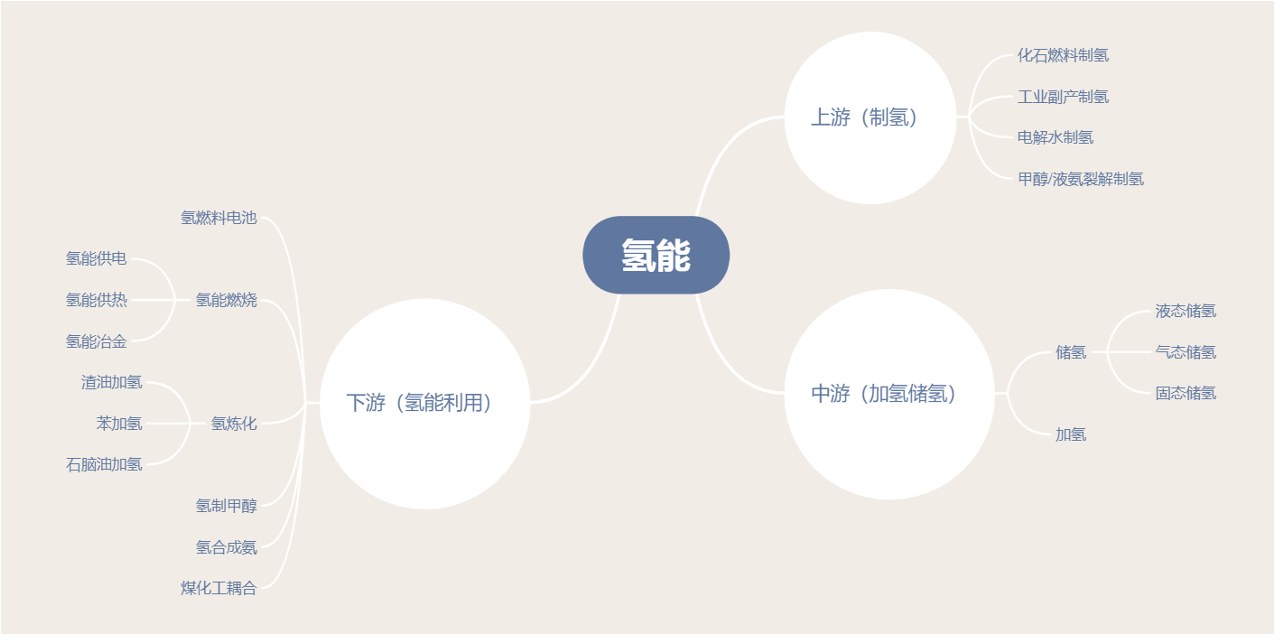 氢能
上游（制氢）
化石燃料制氢
工业副产制氢
电解水制氢
甲醇/液氨裂解制氢
中游（加氢储氢）
储氢
液态储氢
气态储氢
固态储氢
加氢
下游（氢能利用）
氢燃料电池
氢能燃烧
氢能供电
氢能供热
氢能冶金
氢炼化
渣油加氢
苯加氢
石脑油加氢
氢制甲醇
氢合成氨
煤化工耦合